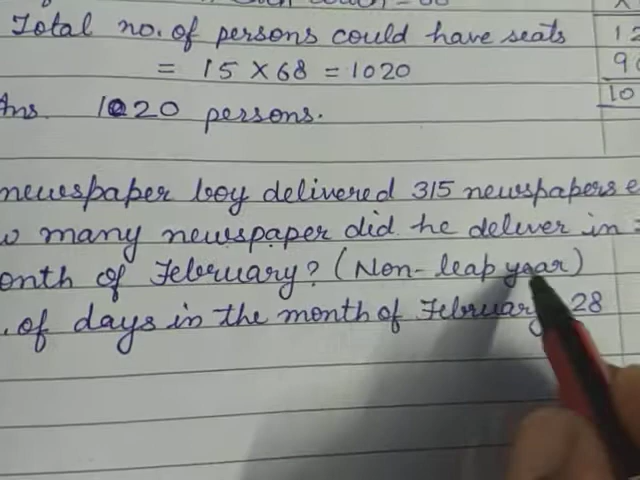 Total no. of persons could have seats
= 15 X 68 = 1020
Ans. 1020 persons.
newspaper boy delivered 315 newspapers
many newspaper did he deliver in
onth of February? (Non-leap year)
. of days in the month of February 28
12
10